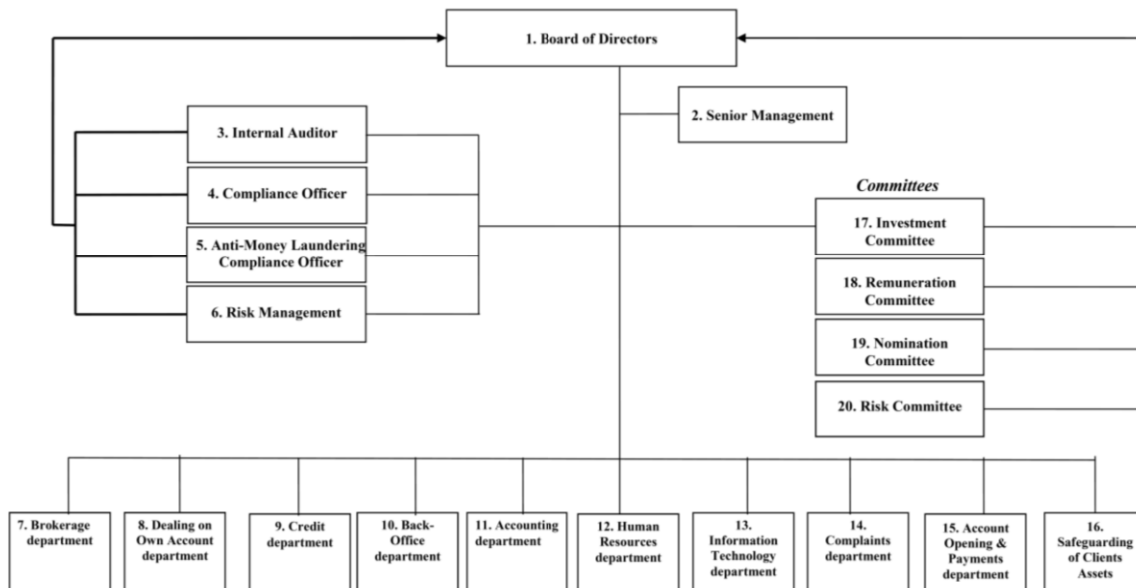 1. Board of Directors
2. Senior Management
3. Internal Auditor
4. Compliance Officer
5. Anti-Money Laundering
Compliance Officer
6. Risk Management
Committees
17. Investment
Committee
18. Remuneration
Committee
19. Nomination
Committee
20. Risk Committee
7. Brokerage
department
8. Dealing on
Own Account
department
9. Credit
department
10. Back-
Office
department
11. Accounting
department
12. Human
Resources
department
13.
Information
Technology
department
14.
Complaints
department
15. Account
Opening &
Payments
department
16.
Safeguarding
of Clients
Assets